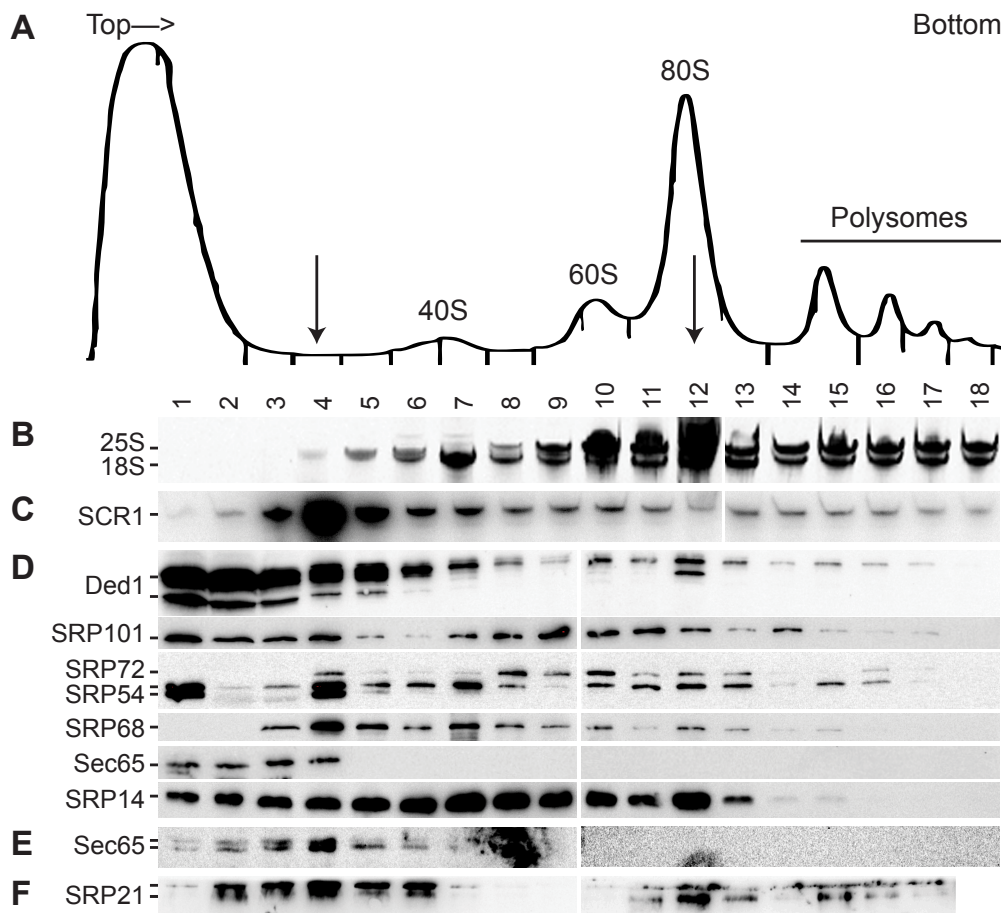 A Top—> Bottom
80S
Polysomes
60S
40S
1 2 3 4 5 6 7 8 9 10 11 12 13 14 15 16 17 18
B 25S
18S
C SCR1
D Ded1
SRP101
SRP72
SRP54
SRP68
Sec65
SRP14
E Sec65
F SRP21